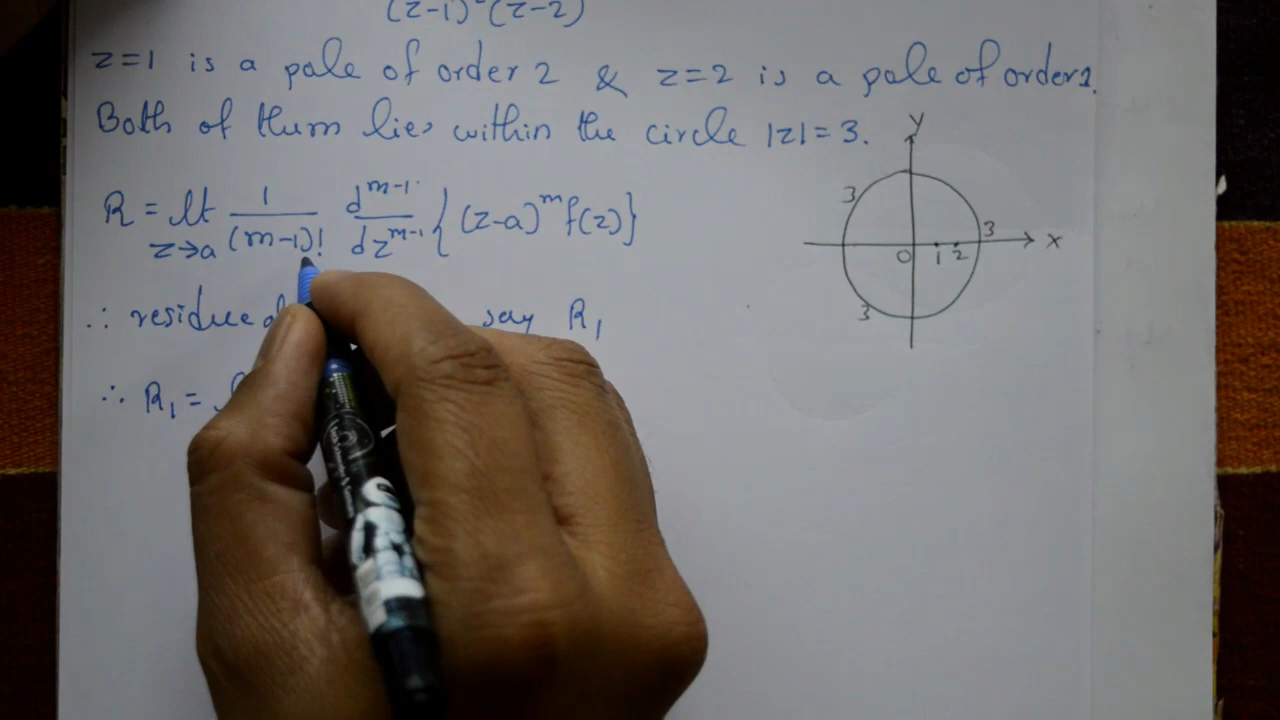 (z-1)² (z-2)
z=1 is a pole of order 2 & z=2 is a pole of order 1.
Both of them lies within the circle |z| = 3.
R = lt z→a 1/(m-1)! d^{m-1}/dz^{m-1} {(z-a)^m f(z)}
∴ residue say R₁
∴ R₁ =
Y
3
3
X
O 1 2
3